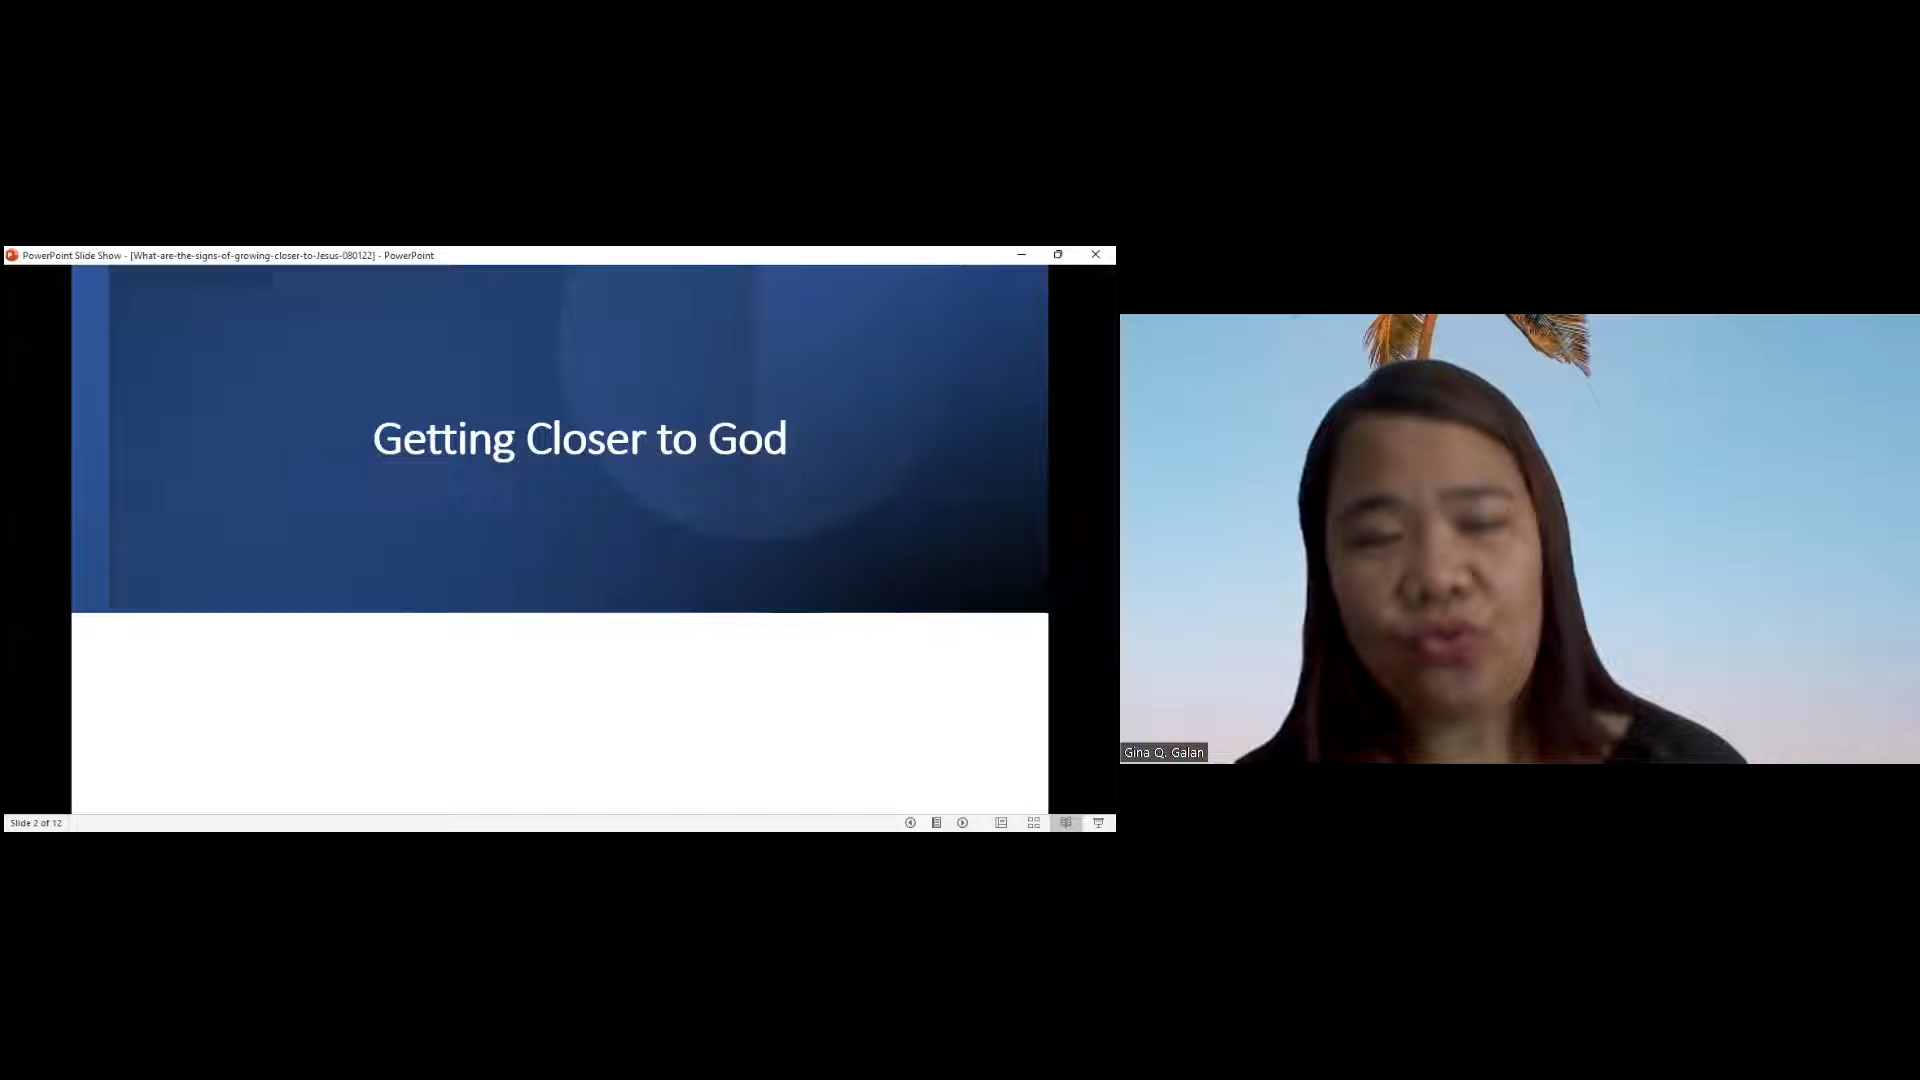 PowerPoint Slide Show - [What-are-the-signs-of-growing-closer-to-Jesus-080122] - PowerPoint
Getting Closer to God
Gina Q. Galan
Slide 2 of 12